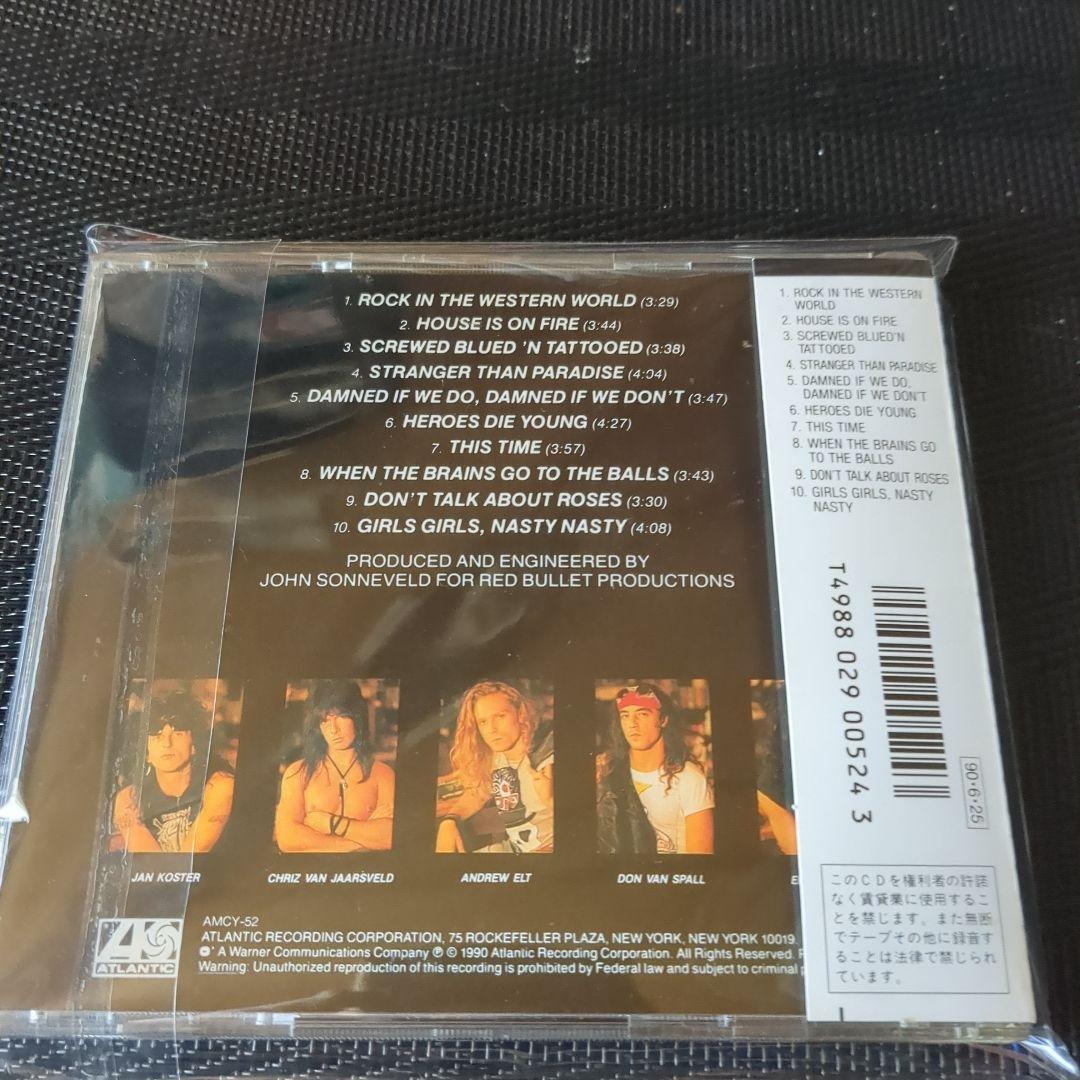 1. ROCK IN THE WESTERN WORLD (3:29)
2. HOUSE IS ON FIRE (3:44)
3. SCREWED BLUED 'N TATTOOED (3:38)
4. STRANGER THAN PARADISE (4:04)
5. DAMNED IF WE DO, DAMNED IF WE DON'T (3:47)
6. HEROES DIE YOUNG (4:27)
7. THIS TIME (3:57)
8. WHEN THE BRAINS GO TO THE BALLS (3:43)
9. DON'T TALK ABOUT ROSES (3:30)
10. GIRLS GIRLS, NASTY NASTY (4:08)
PRODUCED AND ENGINEERED BY
JOHN SONNEVELD FOR RED BULLET PRODUCTIONS
JAN KOSTER
CHRIZ VAN JAARSVELD
ANDREW ELT
DON VAN SPALL
AMCY-52
ATLANTIC RECORDING CORPORATION, 75 ROCKEFELLER PLAZA, NEW YORK, NEW YORK 10019.
A Warner Communications Company ℗ © 1990 Atlantic Recording Corporation. All Rights Reserved.
Warning: Unauthorized reproduction of this recording is prohibited by Federal law and subject to criminal
ATLANTIC
1. ROCK IN THE WESTERN
WORLD
2. HOUSE IS ON FIRE
3. SCREWED BLUED'N
TATTOOED
4. STRANGER THAN PARADISE
5. DAMNED IF WE DO,
DAMNED IF WE DON'T
6. HEROES DIE YOUNG
7. THIS TIME
8. WHEN THE BRAINS GO
TO THE BALLS
9. DON'T TALK ABOUT ROSES
10. GIRLS GIRLS, NASTY
NASTY
T4988 029 00524 3
90・6・25
このCDを権利者の許諾
なく賃貸業に使用するこ
とを禁じます。また無断
でテープその他に録音す
ることは法律で禁じられ
ています。